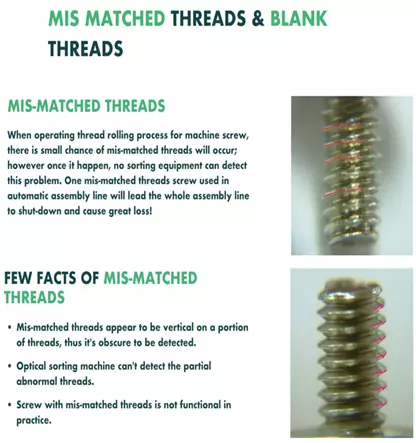 MIS MATCHED THREADS & BLANK
THREADS
MIS-MATCHED THREADS
When operating thread rolling process for machine screw,
there is small chance of mis-matched threads will occur;
however once it happen, no sorting equipment can detect
this problem. One mis-matched threads screw used in
automatic assembly line will lead the whole assembly line
to shut-down and cause great loss!
FEW FACTS OF MIS-MATCHED
THREADS
• Mis-matched threads appear to be vertical on a portion
of threads, thus it's obscure to be detected.
• Optical sorting machine can't detect the partial
abnormal threads.
• Screw with mis-matched threads is not functional in
practice.